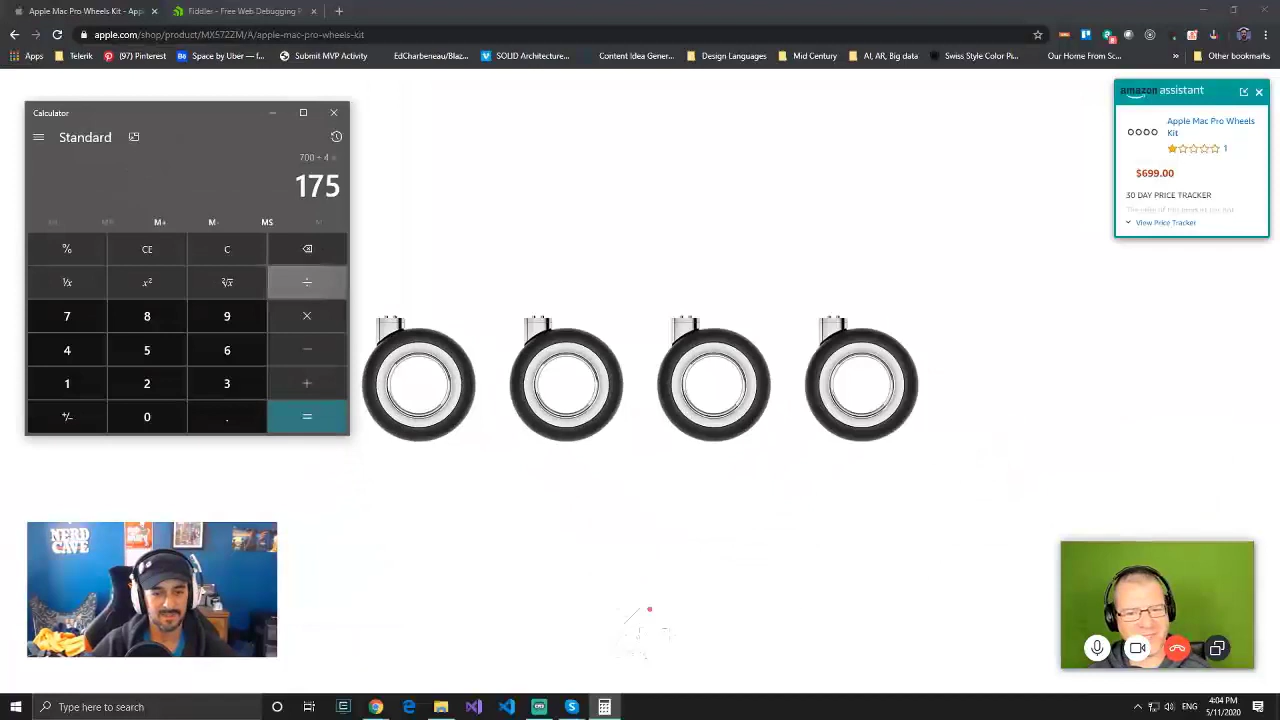 Apple Mac Pro Wheels Kit - Appl
Fiddler - Free Web Debugging P
apple.com/shop/product/MX572ZM/A/apple-mac-pro-wheels-kit
Apps
Telerik
(97) Pinterest
Space by Uber — f...
Submit MVP Activity
EdCharbeneau/Blaz...
SOLID Architecture...
Content Idea Gener...
Design Languages
Mid Century
AI, AR, Big data
Swiss Style Color P...
Our Home From Sc...
»
Other bookmarks
Calculator
Standard
700 ÷ 4 =
175
M+
M-
MS
%
CE
C
⅟x
x²
²√x
÷
7
8
9
×
4
5
6
−
1
2
3
+
+/−
0
.
=
amazon assistant
Apple Mac Pro Wheels
Kit
1
$699.00
30 DAY PRICE TRACKER
View Price Tracker
NERD
CAVE
Type here to search
ENG
4:04 PM
5/11/2020